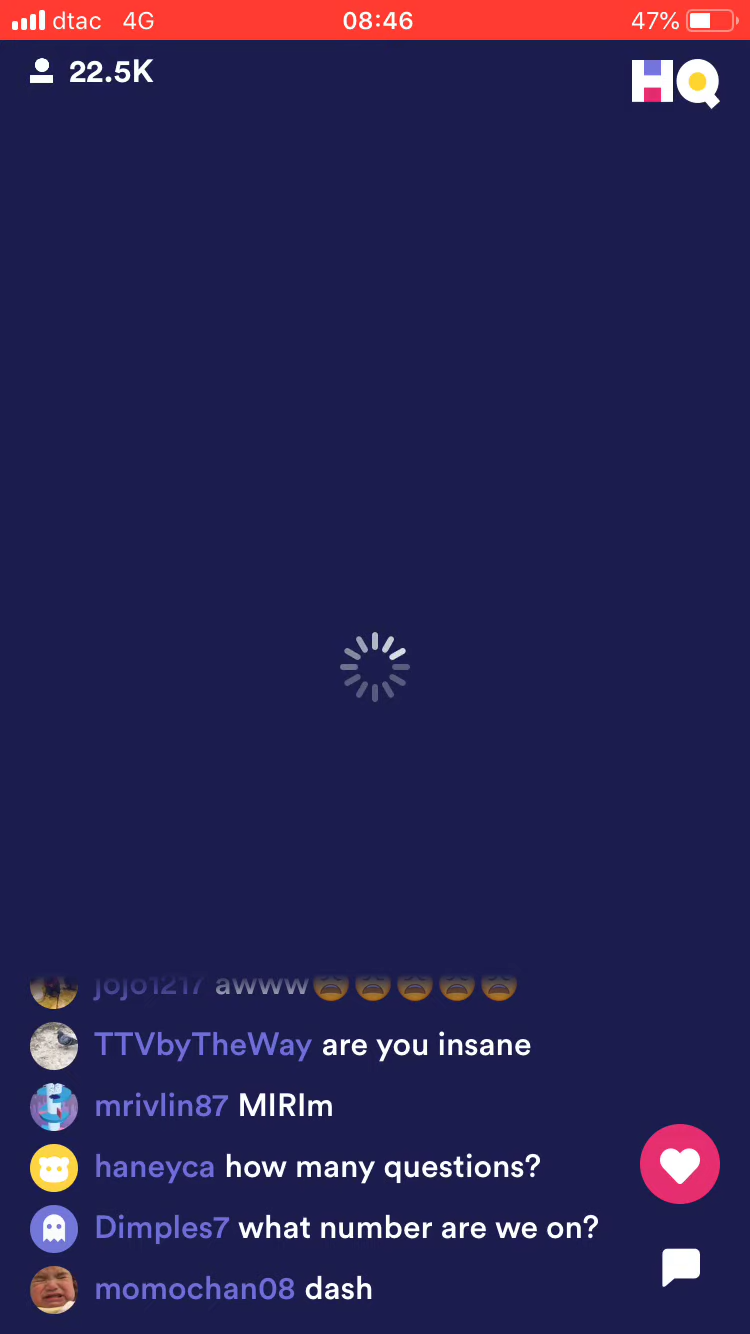 dtac 4G 08:46 47%
22.5K HQ
jojo1217 awww😩😩😩😩😩
TTVbyTheWay are you insane
mrivlin87 MIRIm
haneyca how many questions?
Dimples7 what number are we on?
momochan08 dash